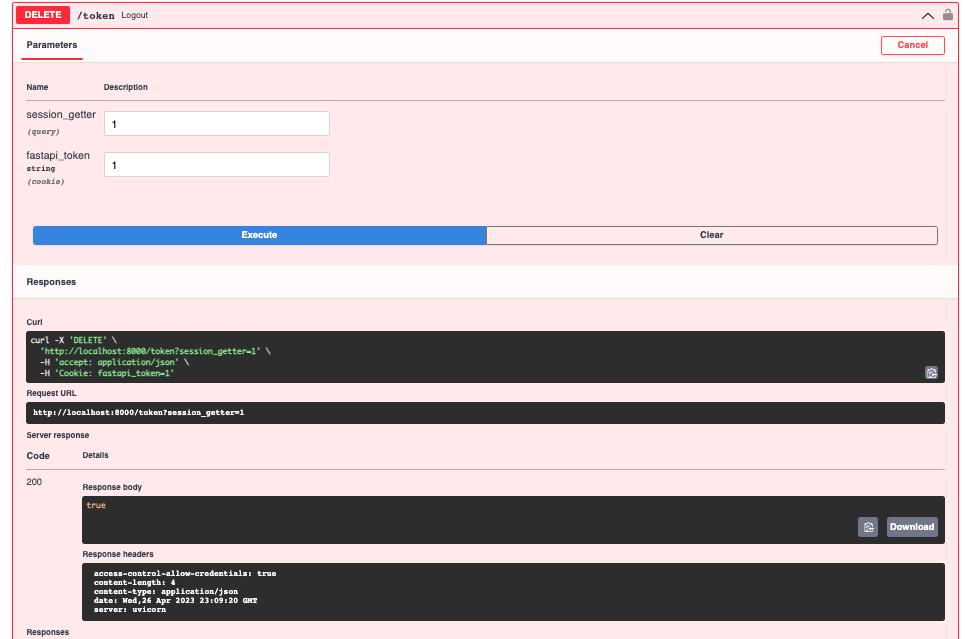 DELETE /token Logout
Parameters
Cancel
Name Description
session_getter
(query)
1
fastapi_token
string
(cookie)
1
Execute Clear
Responses
Curl
curl -X 'DELETE' \
'http://localhost:8000/token?session_getter=1' \
-H 'accept: application/json' \
-H 'Cookie: fastapi_token=1'
Request URL
http://localhost:8000/token?session_getter=1
Server response
Code Details
200
Response body
true
Download
Response headers
access-control-allow-credentials: true
content-length: 4
content-type: application/json
date: Wed,26 Apr 2023 23:09:20 GMT
server: uvicorn
Responses